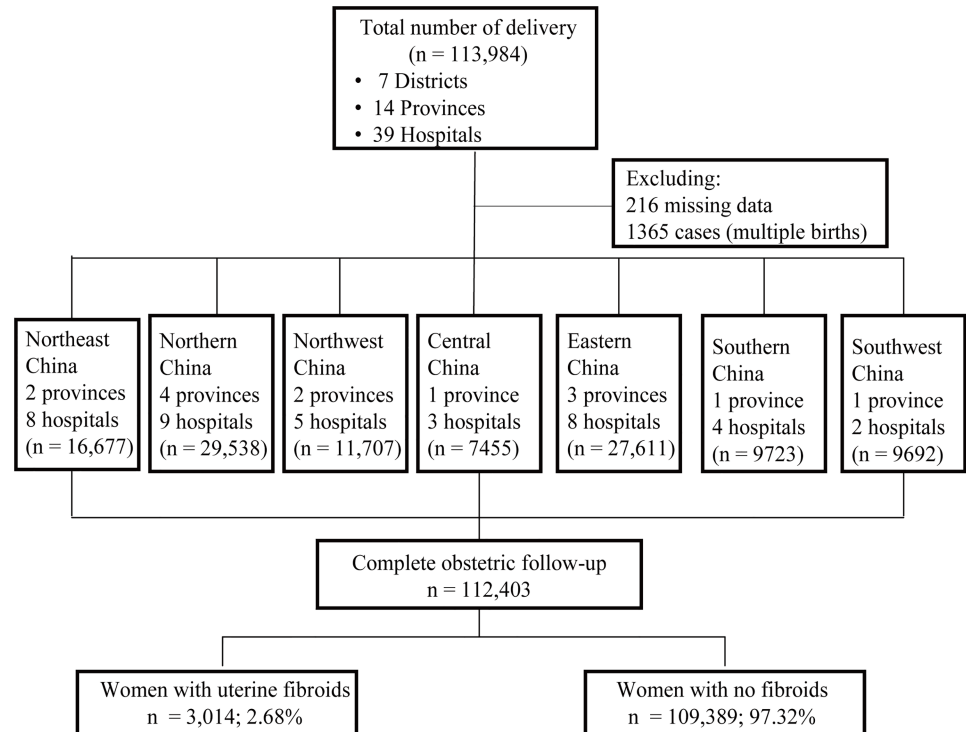 Total number of delivery
(n = 113,984)
• 7 Districts
• 14 Provinces
• 39 Hospitals
Excluding:
216 missing data
1365 cases (multiple births)
Northeast
China
2 provinces
8 hospitals
(n = 16,677)
Northern
China
4 provinces
9 hospitals
(n = 29,538)
Northwest
China
2 provinces
5 hospitals
(n = 11,707)
Central
China
1 province
3 hospitals
(n = 7455)
Eastern
China
3 provinces
8 hospitals
(n = 27,611)
Southern
China
1 province
4 hospitals
(n = 9723)
Southwest
China
1 province
2 hospitals
(n = 9692)
Complete obstetric follow-up
n = 112,403
Women with uterine fibroids
n = 3,014; 2.68%
Women with no fibroids
n = 109,389; 97.32%